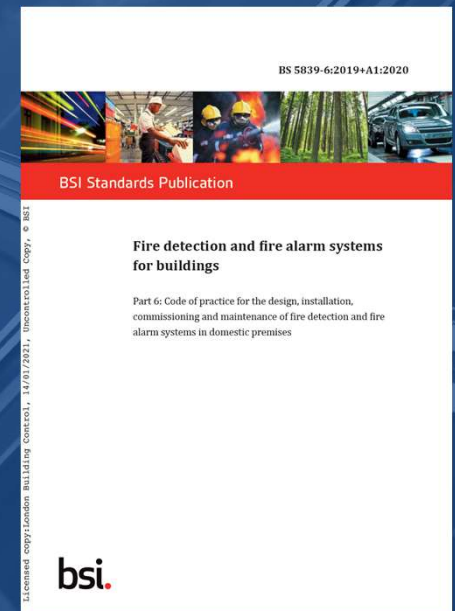 BS 5839-6:2019+A1:2020
BSI Standards Publication
Licensed copy:London Building Control, 14/01/2021, Uncontrolled Copy, © BSI
Fire detection and fire alarm systems
for buildings
Part 6: Code of practice for the design, installation,
commissioning and maintenance of fire detection and fire
alarm systems in domestic premises
bsi.